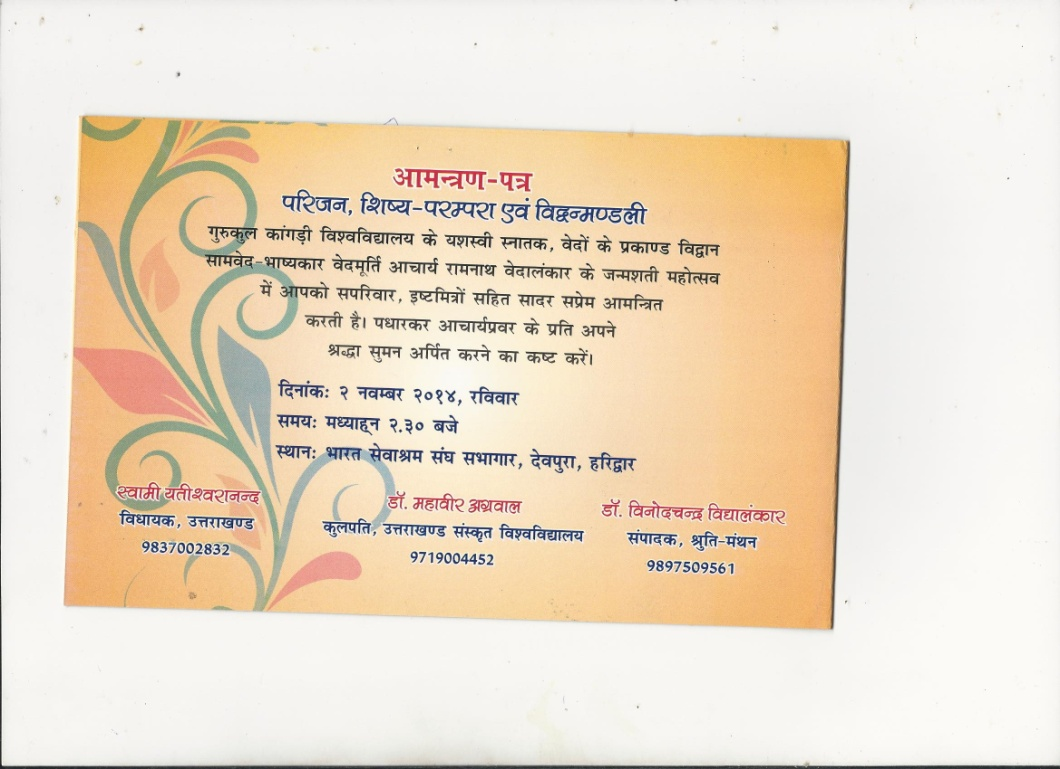 आमन्त्रण-पत्र
परिजन, शिष्य-परम्परा एवं विद्वन्मण्डली
गुरुकुल कांगड़ी विश्वविद्यालय के यशस्वी स्नातक, वेदों के प्रकाण्ड विद्वान
सामवेद-भाष्यकार वेदमूर्ति आचार्य रामनाथ वेदालंकार के जन्मशती महोत्सव
में आपको सपरिवार, इष्टमित्रों सहित सादर सप्रेम आमन्त्रित
करती है। पधारकर आचार्यप्रवर के प्रति अपने
श्रद्धा सुमन अर्पित करने का कष्ट करें।
दिनांकः २ नवम्बर २०१४, रविवार
समयः मध्याह्न २.३० बजे
स्थानः भारत सेवाश्रम संघ सभागार, देवपुरा, हरिद्वार
स्वामी यतीश्वरानन्द
विधायक, उत्तराखण्ड
9837002832
डॉ. महावीर अग्रवाल
कुलपति, उत्तराखण्ड संस्कृत विश्वविद्यालय
9719004452
डॉ. विनोदचन्द्र विद्यालंकार
संपादक, श्रुति-मंथन
9897509561